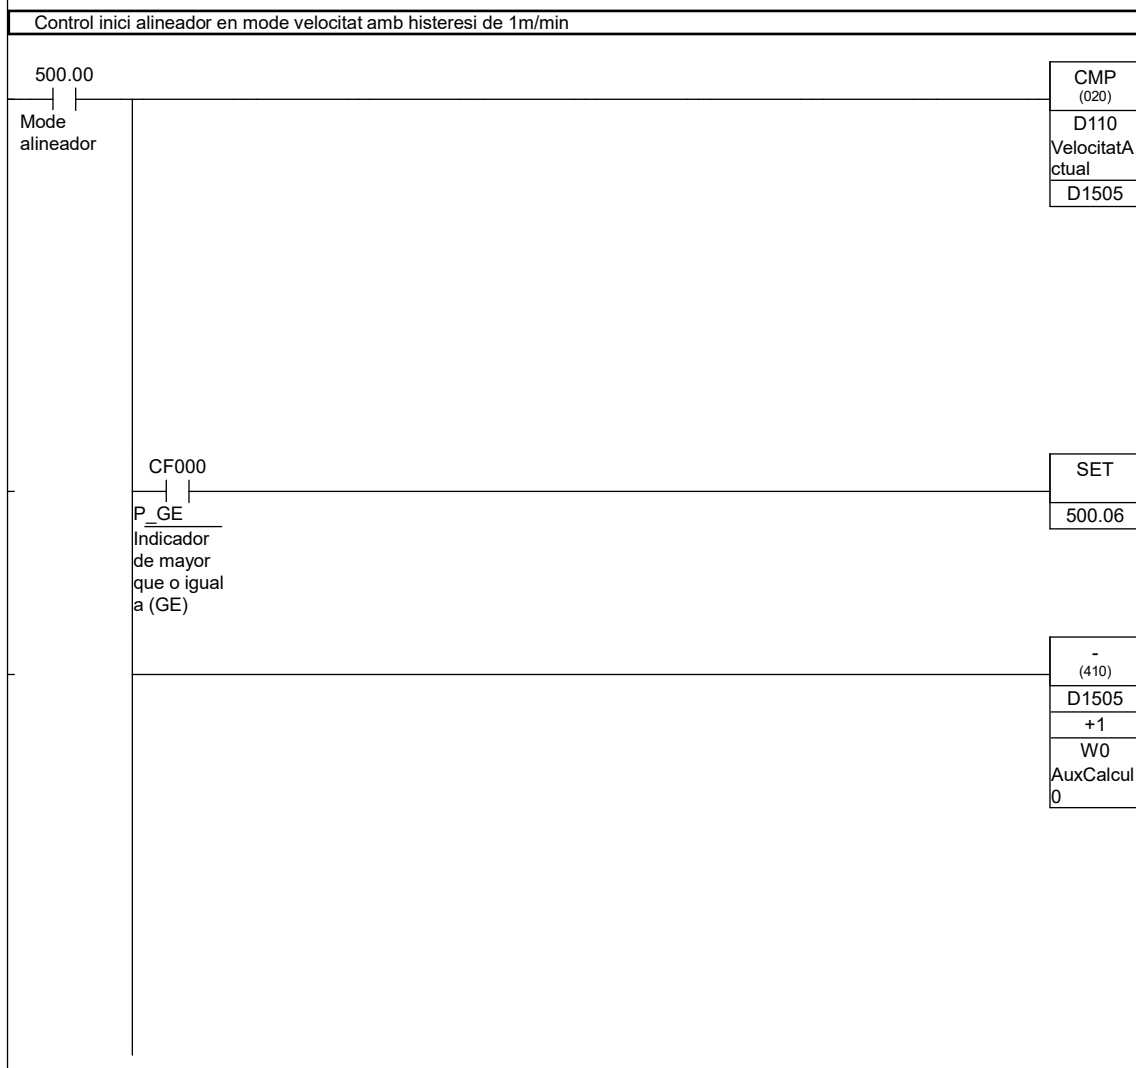 Control inici alineador en mode velocitat amb histeresi de 1m/min
500.00
Mode
alineador
CMP
(020)
D110
VelocitatA
ctual
D1505
CF000
P_GE
Indicador
de mayor
que o igual
a (GE)
SET
500.06
-
(410)
D1505
+1
W0
AuxCalcul
0